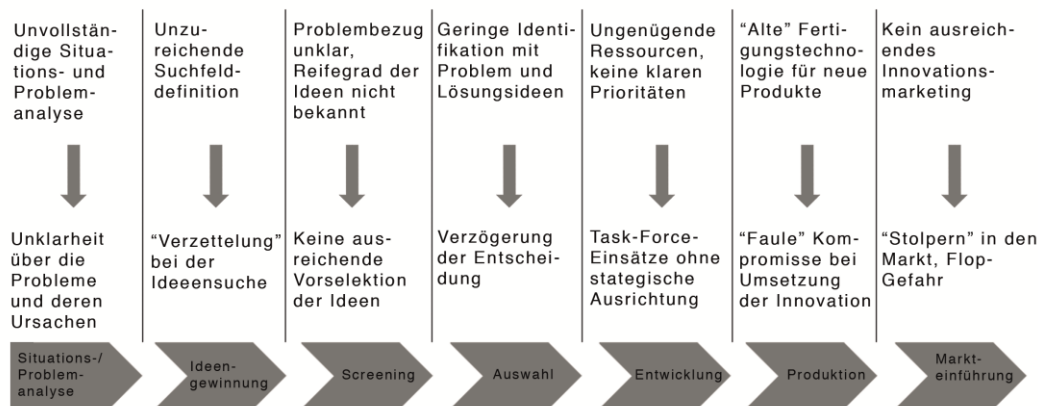 Unvollstän-
dige Situa-
tions- und
Problem-
analyse
Unzu-
reichende
Suchfeld-
definition
Problembezug
unklar,
Reifegrad der
Ideen nicht
bekannt
Geringe Identi-
fikation mit
Problem und
Lösungsideen
Ungenügende
Ressourcen,
keine klaren
Prioritäten
“Alte” Ferti-
gungstechno-
logie für neue
Produkte
Kein ausreich-
endes
Innovations-
marketing
Unklarheit
über die
Probleme
und deren
Ursachen
“Verzettelung”
bei der
Ideeensuche
Keine aus-
reichende
Vorselektion
der Ideen
Verzögerung
der Entschei-
dung
Task-Force-
Einsätze ohne
stategische
Ausrichtung
“Faule” Kom-
promisse bei
Umsetzung
der Innovation
“Stolpern” in den
Markt, Flop-
Gefahr
Situations-/
Problem-
analyse
Ideen-
gewinnung
Screening
Auswahl
Entwicklung
Produktion
Markt-
einführung